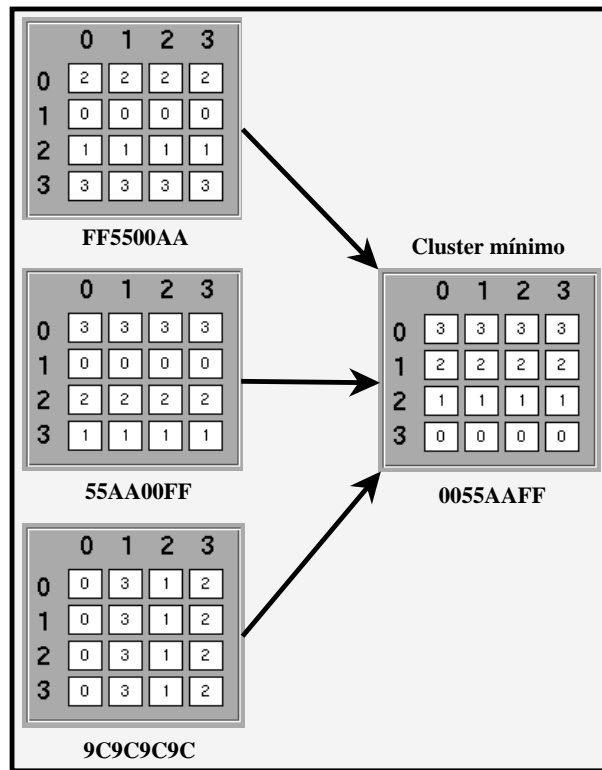 0 1 2 3
0 2 2 2 2
1 0 0 0 0
2 1 1 1 1
3 3 3 3 3
FF5500AA
0 1 2 3
0 3 3 3 3
1 0 0 0 0
2 2 2 2 2
3 1 1 1 1
55AA00FF
0 1 2 3
0 0 3 1 2
1 0 3 1 2
2 0 3 1 2
3 0 3 1 2
9C9C9C9C
Cluster mínimo
0 1 2 3
0 3 3 3 3
1 2 2 2 2
2 1 1 1 1
3 0 0 0 0
0055AAFF